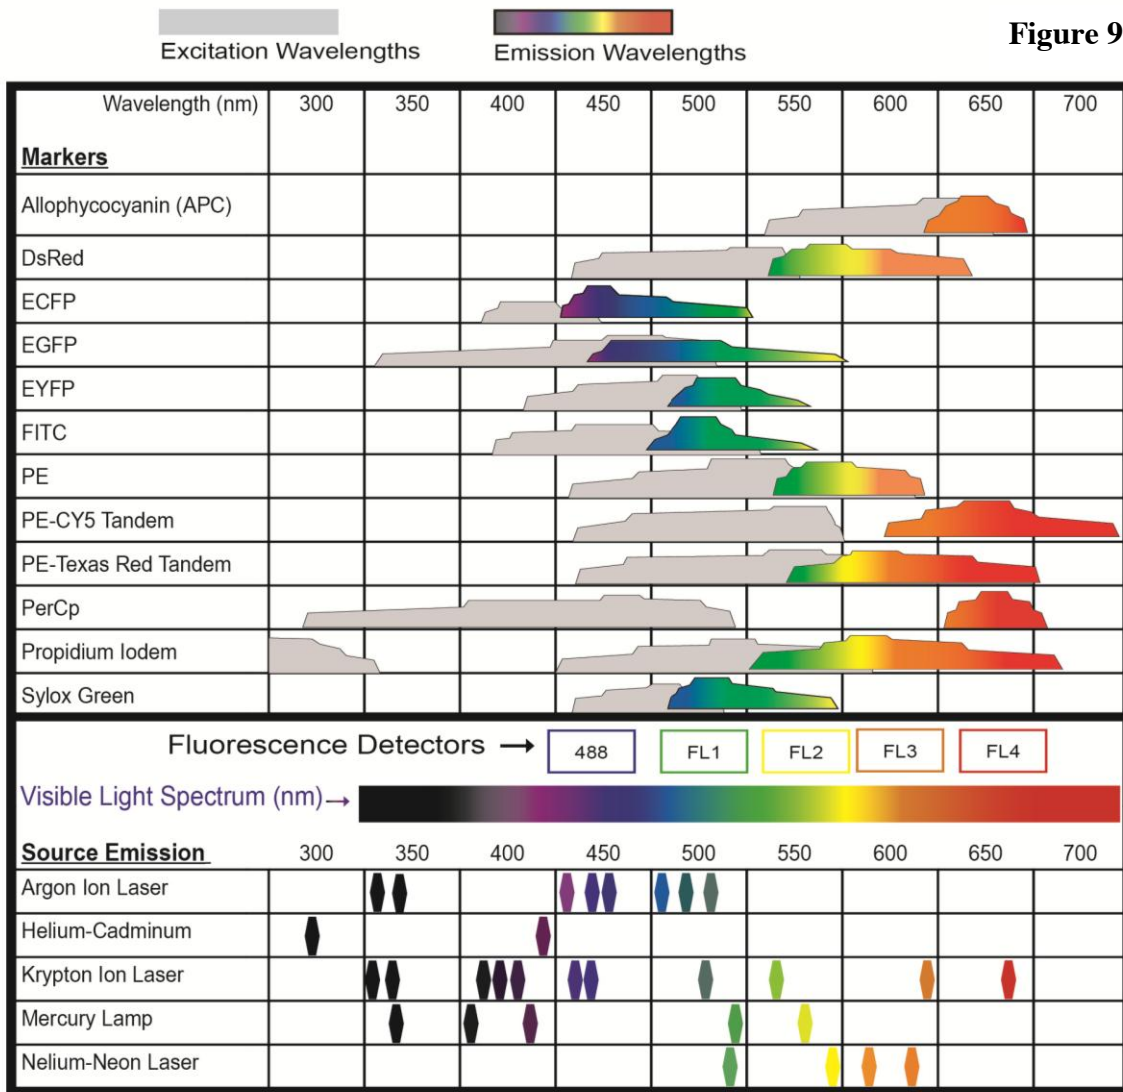 Excitation Wavelengths
Emission Wavelengths
Figure 9
Wavelength (nm) 300 350 400 450 500 550 600 650 700
Markers
Allophycocyanin (APC)
DsRed
ECFP
EGFP
EYFP
FITC
PE
PE-CY5 Tandem
PE-Texas Red Tandem
PerCp
Propidium Iodem
Sylox Green
Fluorescence Detectors → 488 FL1 FL2 FL3 FL4
Visible Light Spectrum (nm)→
Source Emission 300 350 400 450 500 550 600 650 700
Argon Ion Laser
Helium-Cadminum
Krypton Ion Laser
Mercury Lamp
Nelium-Neon Laser